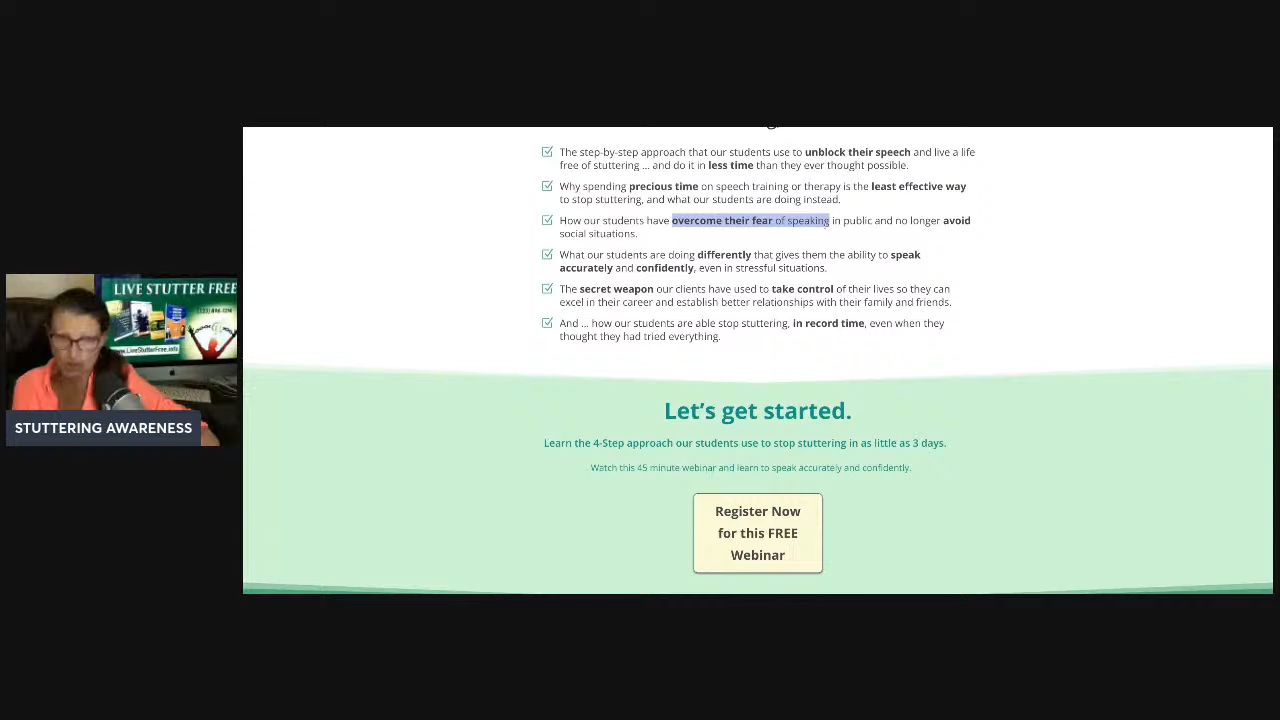 The step-by-step approach that our students use to unblock their speech and live a life
free of stuttering ... and do it in less time than they ever thought possible.
Why spending precious time on speech training or therapy is the least effective way
to stop stuttering, and what our students are doing instead.
How our students have overcome their fear of speaking in public and no longer avoid
social situations.
What our students are doing differently that gives them the ability to speak
accurately and confidently, even in stressful situations.
The secret weapon our clients have used to take control of their lives so they can
excel in their career and establish better relationships with their family and friends.
And ... how our students are able stop stuttering, in record time, even when they
thought they had tried everything.
Let's get started.
Learn the 4-Step approach our students use to stop stuttering in as little as 3 days.
Watch this 45 minute webinar and learn to speak accurately and confidently.
Register Now
for this FREE
Webinar
LIVE STUTTER FREE
www.LiveStutterFree.info
STUTTERING AWARENESS